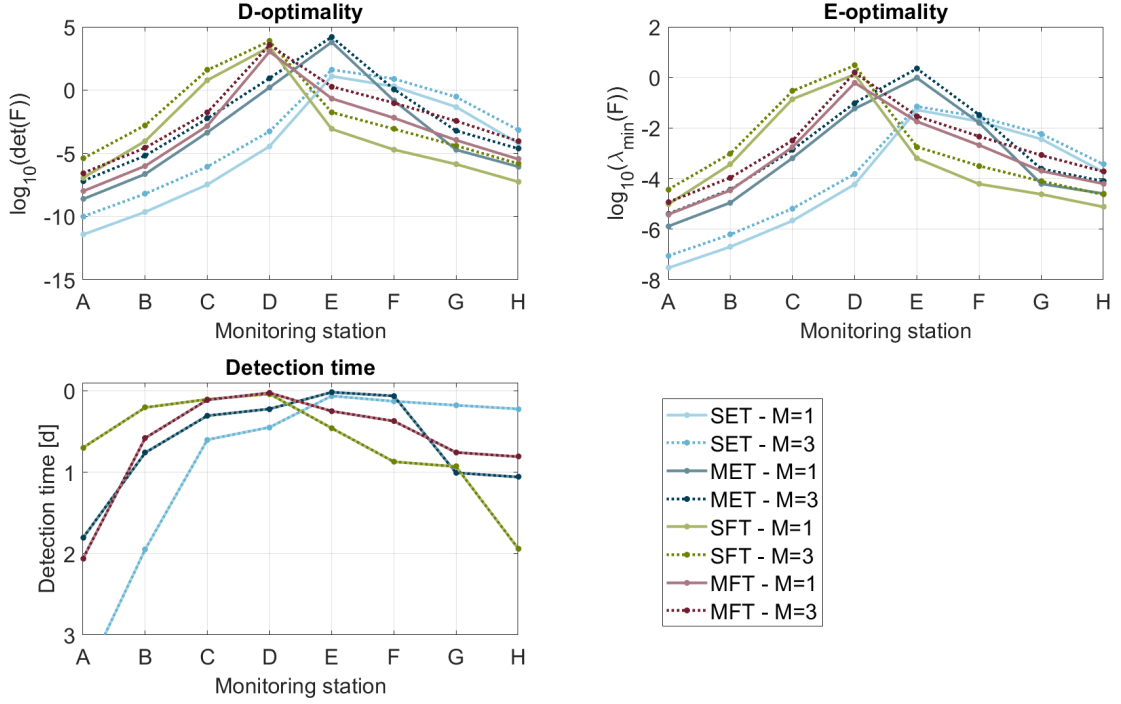 D-optimality
log10(det(F))
5
0
-5
-10
-15
A B C D E F G H
Monitoring station
E-optimality
log10(λmin(F))
2
0
-2
-4
-6
-8
A B C D E F G H
Monitoring station
Detection time
Detection time [d]
0
1
2
3
A B C D E F G H
Monitoring station
SET - M=1
SET - M=3
MET - M=1
MET - M=3
SFT - M=1
SFT - M=3
MFT - M=1
MFT - M=3